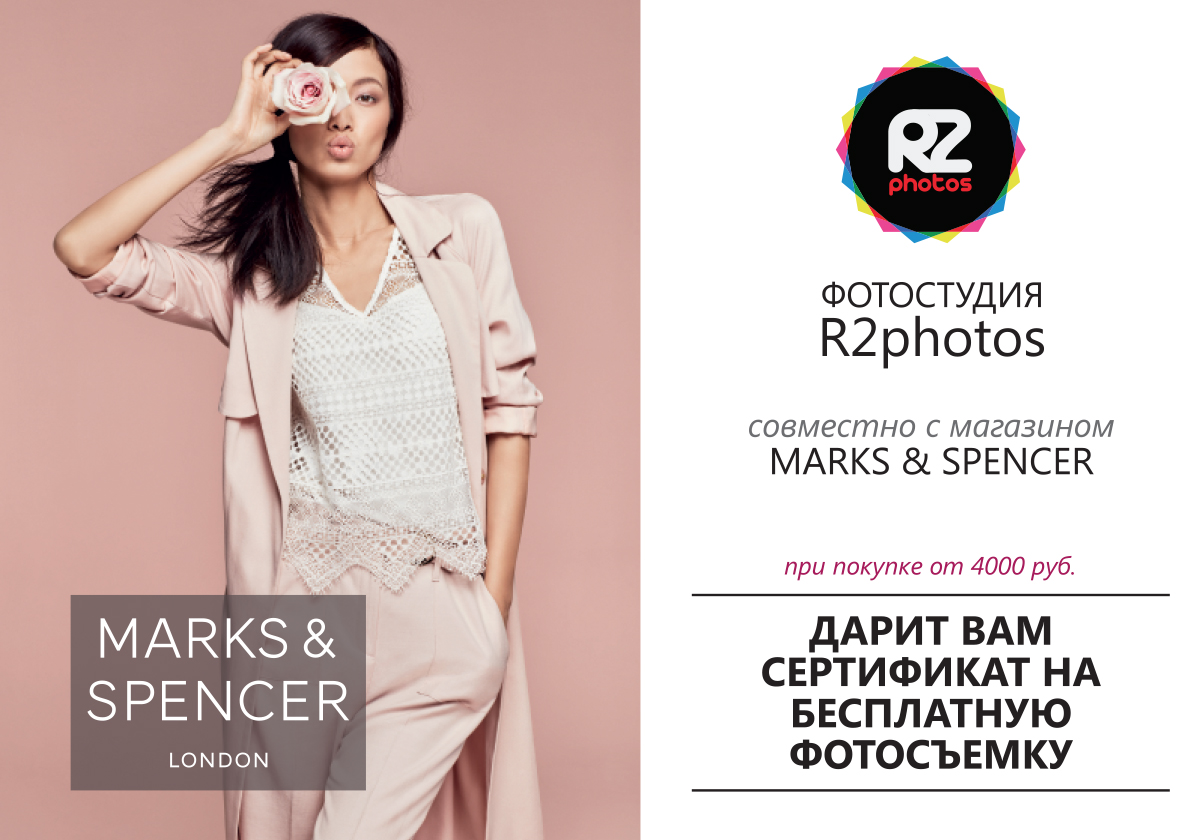 MARKS &
SPENCER
LONDON
R2
photos
ФОТОСТУДИЯ
R2photos
совместно с магазином
MARKS & SPENCER
при покупке от 4000 руб.
ДАРИТ ВАМ
СЕРТИФИКАТ НА
БЕСПЛАТНУЮ
ФОТОСЪЕМКУ